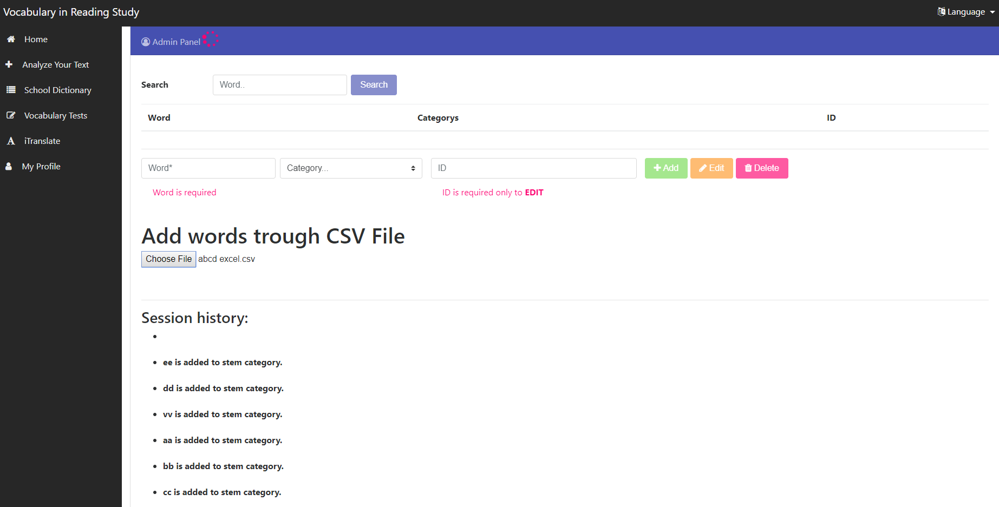 Vocabulary in Reading Study
Language
Home
Analyze Your Text
School Dictionary
Vocabulary Tests
iTranslate
My Profile
Admin Panel
Search Word.. Search
Word Categorys ID
Word* Category... ID Add Edit Delete
Word is required ID is required only to EDIT
Add words trough CSV File
Choose File abcd excel.csv
Session history:
ee is added to stem category.
dd is added to stem category.
vv is added to stem category.
aa is added to stem category.
bb is added to stem category.
cc is added to stem category.